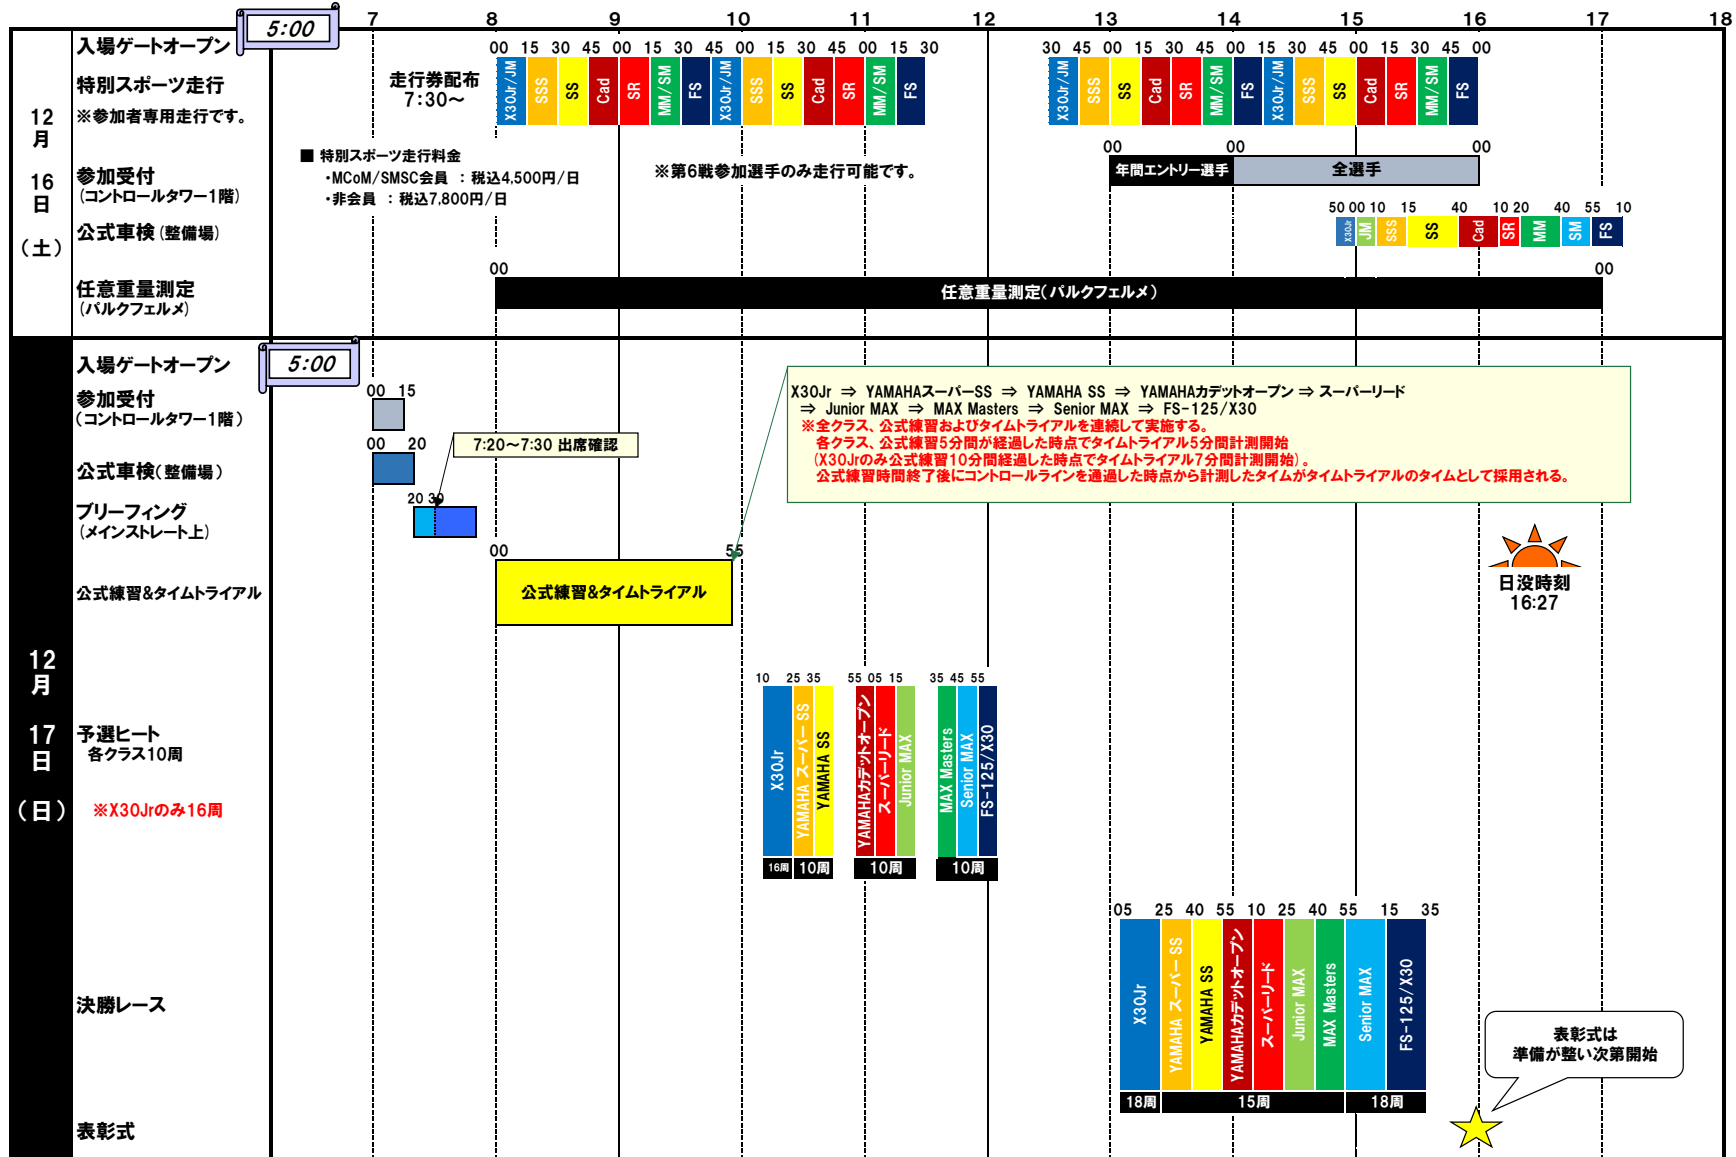 7 8 9 10 11 12 13 14 15 16 17 18
5:00
12月16日(土)
入場ゲートオープン
00 15 30 45 00 15 30 45 00 15 30 45 00 15 30
30 45 00 15 30 45 00 15 30 45 00 15 30 45 00
特別スポーツ走行
※参加者専用走行です。
走行券配布
7:30~
X30Jr/JM SSS SS Cad SR MM/SM FS X30Jr/JM SSS SS Cad SR MM/SM FS
X30Jr/JM SSS SS Cad SR MM/SM FS X30Jr/JM SSS SS Cad SR MM/SM FS
■ 特別スポーツ走行料金
・MCoM/SMSC会員 : 税込4,500円/日
・非会員 : 税込7,800円/日
※第6戦参加選手のみ走行可能です。
参加受付
(コントロールタワー1階)
00 00 00
年間エントリー選手 全選手
公式車検(整備場)
50 00 10 15 40 10 20 40 55 10
X30Jr JM SSS SS Cad SR MM SM FS
任意重量測定
(パルクフェルメ)
00 00
任意重量測定(パルクフェルメ)
12月17日(日)
入場ゲートオープン
5:00
参加受付
(コントロールタワー1階)
00 15
公式車検(整備場)
00 20
7:20~7:30 出席確認
ブリーフィング
(メインストレート上)
20 30
X30Jr ⇒ YAMAHAスーパーSS ⇒ YAMAHA SS ⇒ YAMAHAカデットオープン ⇒ スーパーリード
⇒ Junior MAX ⇒ MAX Masters ⇒ Senior MAX ⇒ FS-125/X30
※全クラス、公式練習およびタイムトライアルを連続して実施する。
各クラス、公式練習5分間が経過した時点でタイムトライアル5分間計測開始
(X30Jrのみ公式練習10分間経過した時点でタイムトライアル7分間計測開始)。
公式練習時間終了後にコントロールラインを通過した時点から計測したタイムがタイムトライアルのタイムとして採用される。
公式練習&タイムトライアル
00 55
公式練習&タイムトライアル
日没時刻
16:27
予選ヒート
各クラス10周
※X30Jrのみ16周
10 25 35 55 05 15 35 45 55
X30Jr
YAMAHA スーパー SS
YAMAHA SS
YAMAHAカデットオープン
スーパーリード
Junior MAX
MAX Masters
Senior MAX
FS-125/X30
16周 10周 10周 10周
決勝レース
05 25 40 55 10 25 40 55 15 35
X30Jr
YAMAHA スーパー SS
YAMAHA SS
YAMAHAカデットオープン
スーパーリード
Junior MAX
MAX Masters
Senior MAX
FS-125/X30
18周 15周 18周
表彰式は
準備が整い次第開始
表彰式